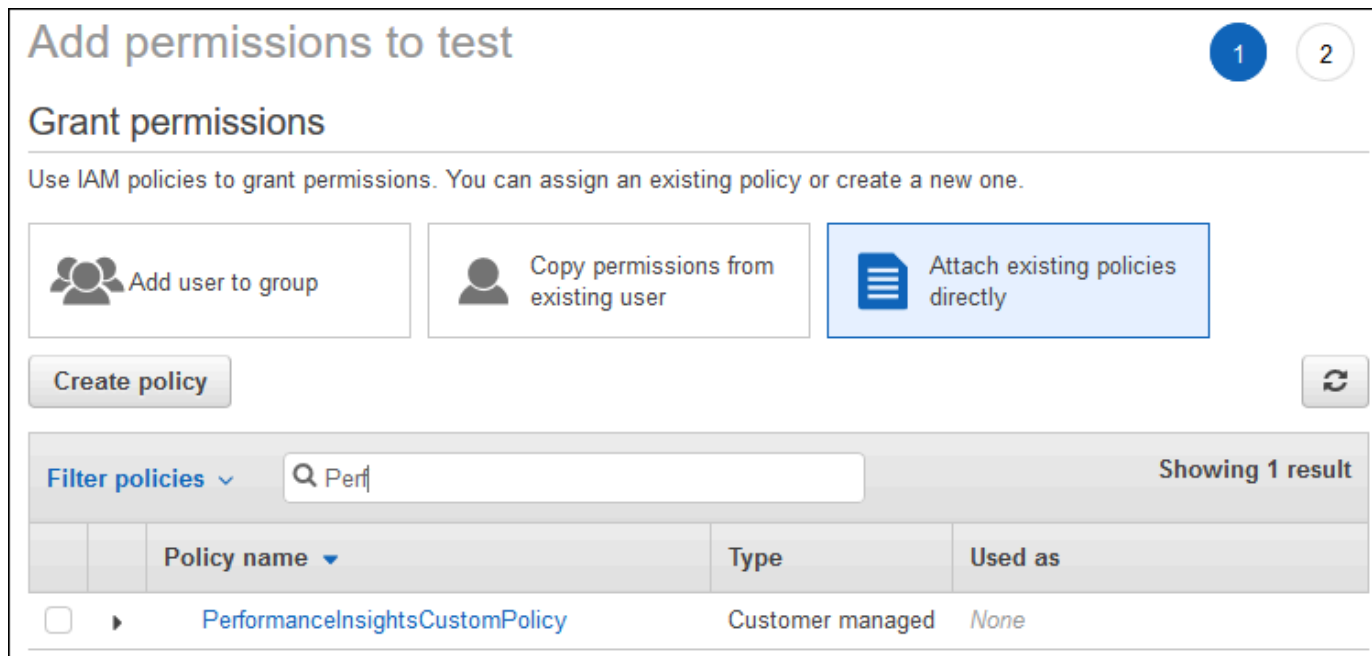 Add permissions to test
1
2
Grant permissions
Use IAM policies to grant permissions. You can assign an existing policy or create a new one.
Add user to group
Copy permissions from
existing user
Attach existing policies
directly
Create policy
Filter policies
Perf
Showing 1 result
Policy name
Type
Used as
PerformanceInsightsCustomPolicy
Customer managed
None